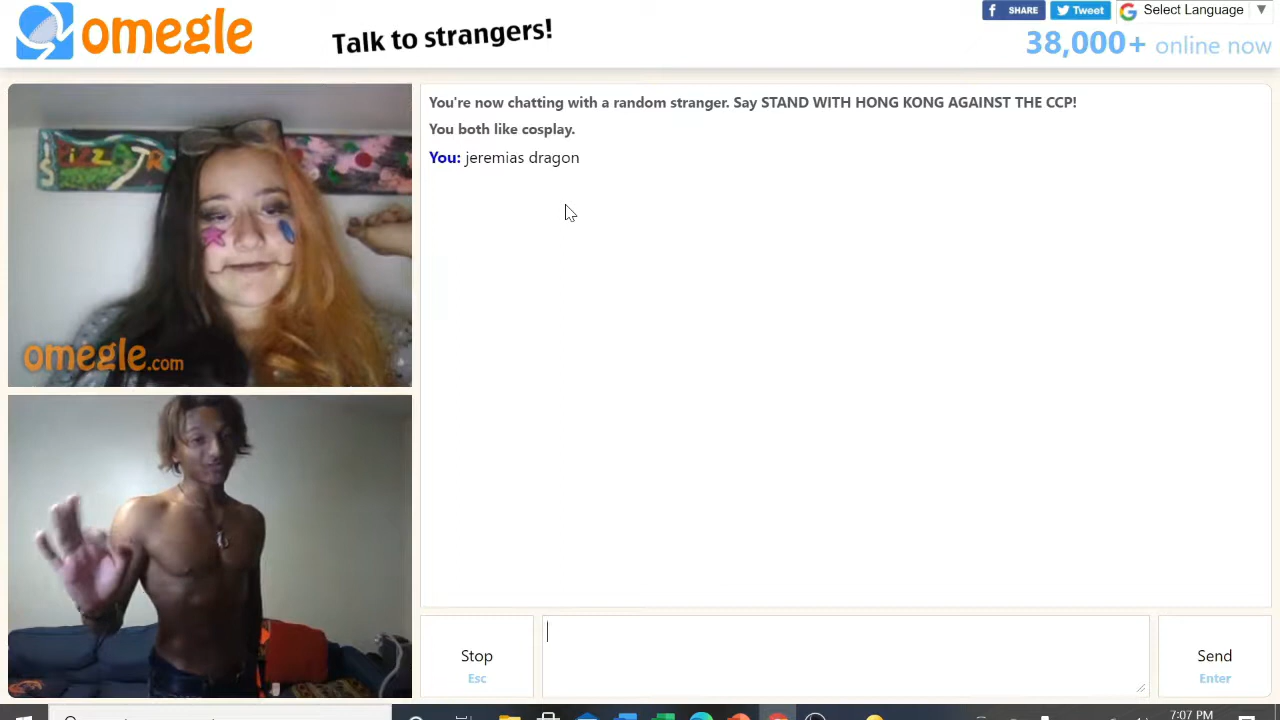 omegle
Talk to strangers!
f SHARE
Tweet
G Select Language ▼
38,000+ online now
omegle.com
You're now chatting with a random stranger. Say STAND WITH HONG KONG AGAINST THE CCP!
You both like cosplay.
You: jeremias dragon
Stop
Esc
Send
Enter
7:07 PM